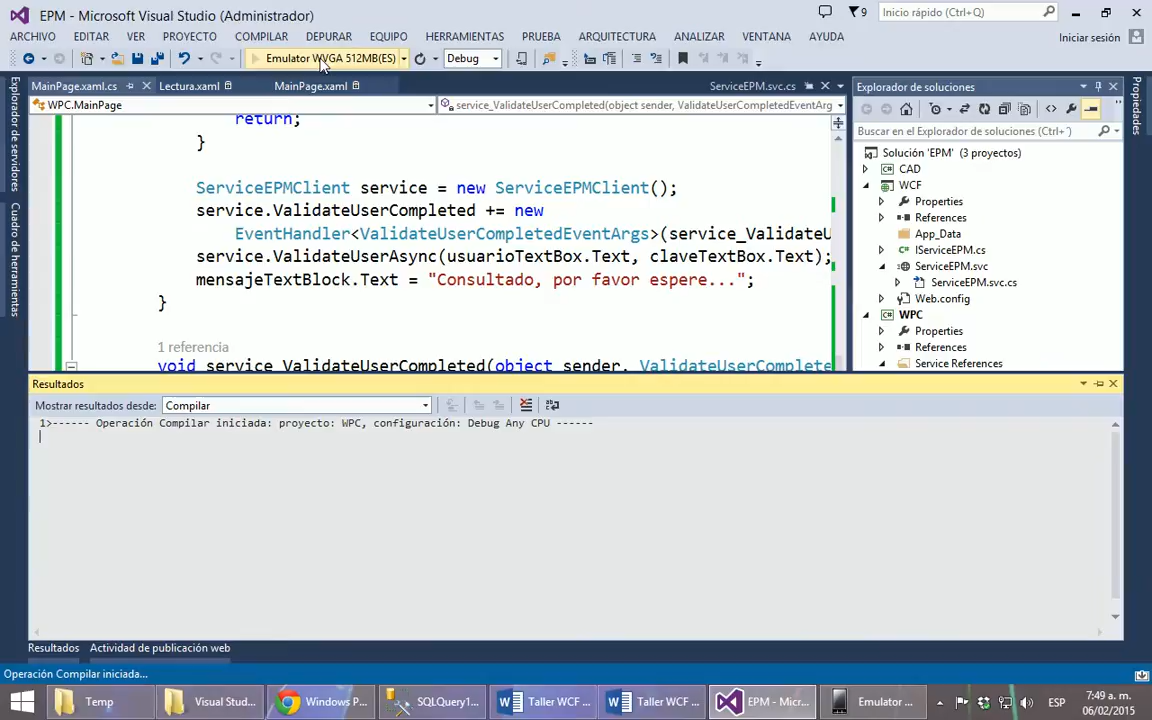 EPM - Microsoft Visual Studio (Administrador)
9
Inicio rápido (Ctrl+Q)
ARCHIVO EDITAR VER PROYECTO COMPILAR DEPURAR EQUIPO HERRAMIENTAS PRUEBA ARQUITECTURA ANALIZAR VENTANA AYUDA
Iniciar sesión
Emulator WVGA 512MB(ES)
Debug
MainPage.xaml.cs
Lectura.xaml
MainPage.xaml
ServiceEPM.svc.cs
WPC.MainPage
service_ValidateUserCompleted(object sender, ValidateUserCompletedEventArg
return;
}
ServiceEPMClient service = new ServiceEPMClient();
service.ValidateUserCompleted += new
EventHandler<ValidateUserCompletedEventArgs>(service_ValidateU
service.ValidateUserAsync(usuarioTextBox.Text, claveTextBox.Text);
mensajeTextBlock.Text = "Consultado, por favor espere...";
}
1 referencia
void service_ValidateUserCompleted(object sender, ValidateUserComplete
Explorador de servidores
Cuadro de herramientas
Explorador de soluciones
Buscar en el Explorador de soluciones (Ctrl+´)
Solución 'EPM' (3 proyectos)
CAD
WCF
Properties
References
App_Data
IServiceEPM.cs
ServiceEPM.svc
ServiceEPM.svc.cs
Web.config
WPC
Properties
References
Service References
Propiedades
Resultados
Mostrar resultados desde: Compilar
1>------ Operación Compilar iniciada: proyecto: WPC, configuración: Debug Any CPU ------
Resultados
Actividad de publicación web
Operación Compilar iniciada...
Temp
Visual Stud...
Windows P...
SQLQuery1...
Taller WCF ...
Taller WCF ...
EPM - Micr...
Emulator ...
ESP
7:49 a. m.
06/02/2015